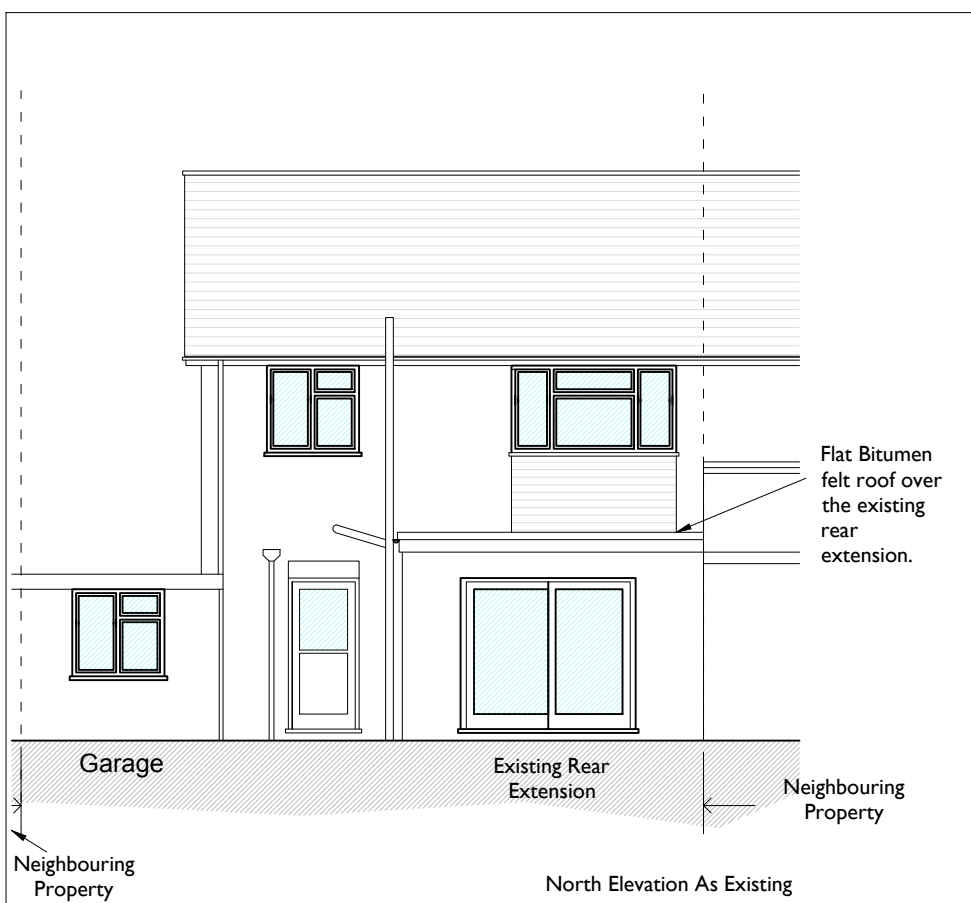 Flat Bitumen
felt roof over
the existing
rear
extension.
Garage
Existing Rear
Extension
Neighbouring
Property
Neighbouring
Property
North Elevation As Existing